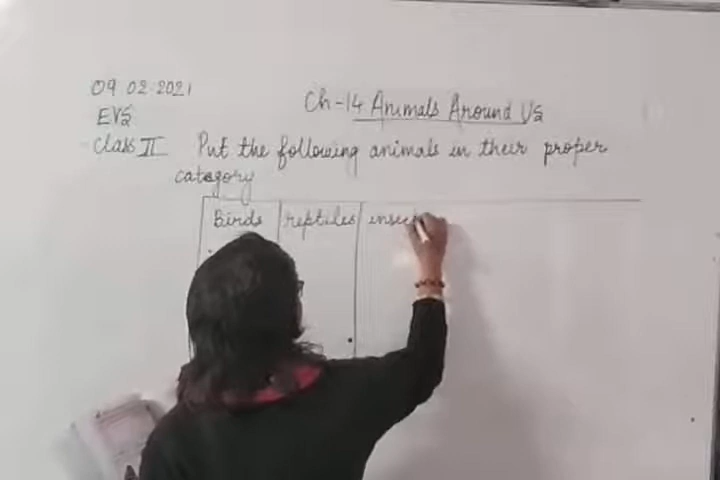 09.02.2021
Ch-14 Animals Around Us
EVS
Class II Put the following animals in their proper
category
Birds reptiles insec